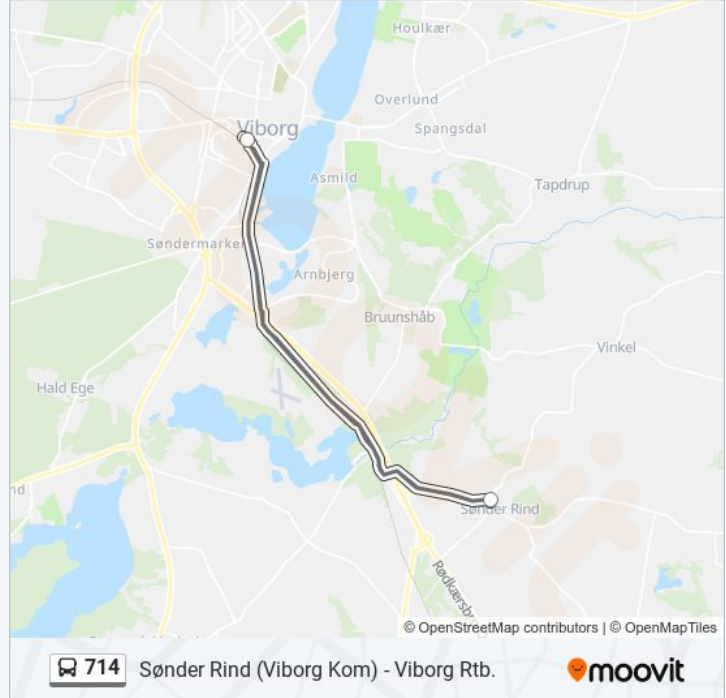 Houlkær
Overlund
Viborg
Spangsdal
Asmild
Tapdrup
Søndermarken
Arnbjerg
Bruunshåb
Vinkel
Hald Ege
nd
Sønder Rind
Rødkærsbro
© OpenStreetMap contributors | © OpenMapTiles
714 Sønder Rind (Viborg Kom) - Viborg Rtb.
moovit